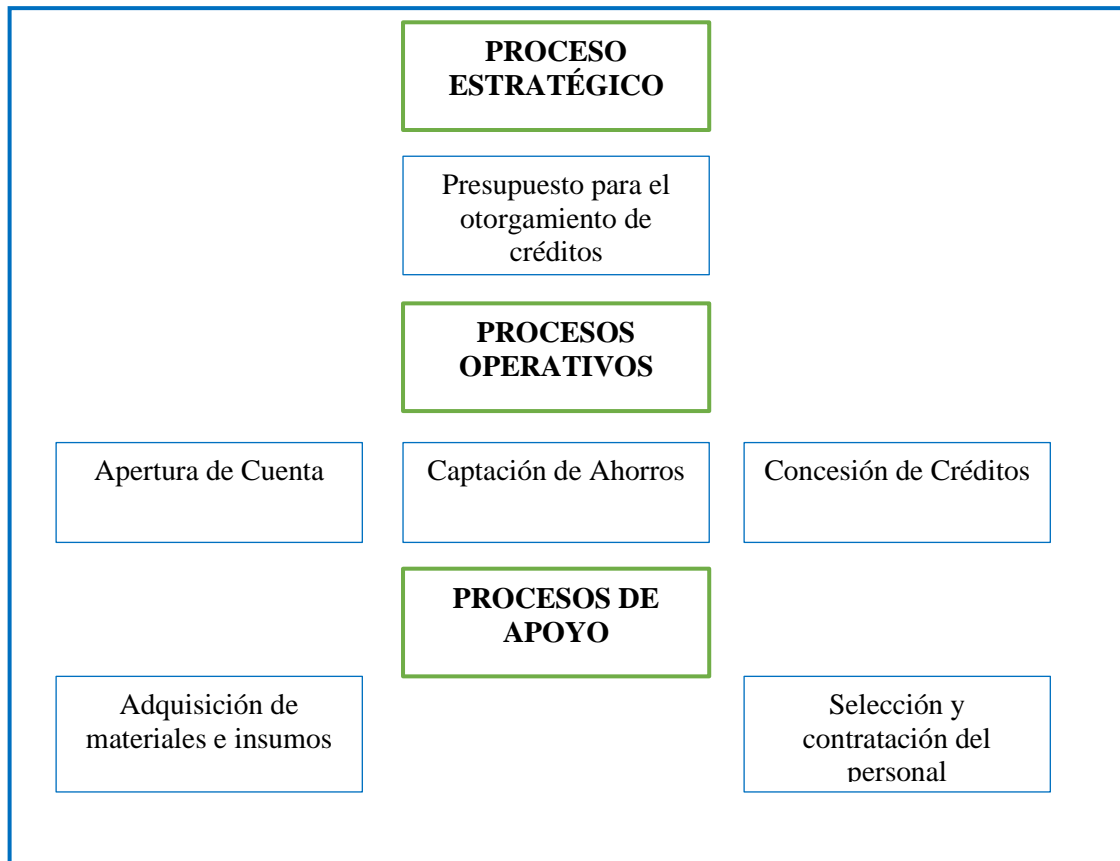 PROCESO
ESTRATÉGICO
Presupuesto para el
otorgamiento de
créditos
PROCESOS
OPERATIVOS
Apertura de Cuenta
Captación de Ahorros
Concesión de Créditos
PROCESOS DE
APOYO
Adquisición de
materiales e insumos
Selección y
contratación del
personal